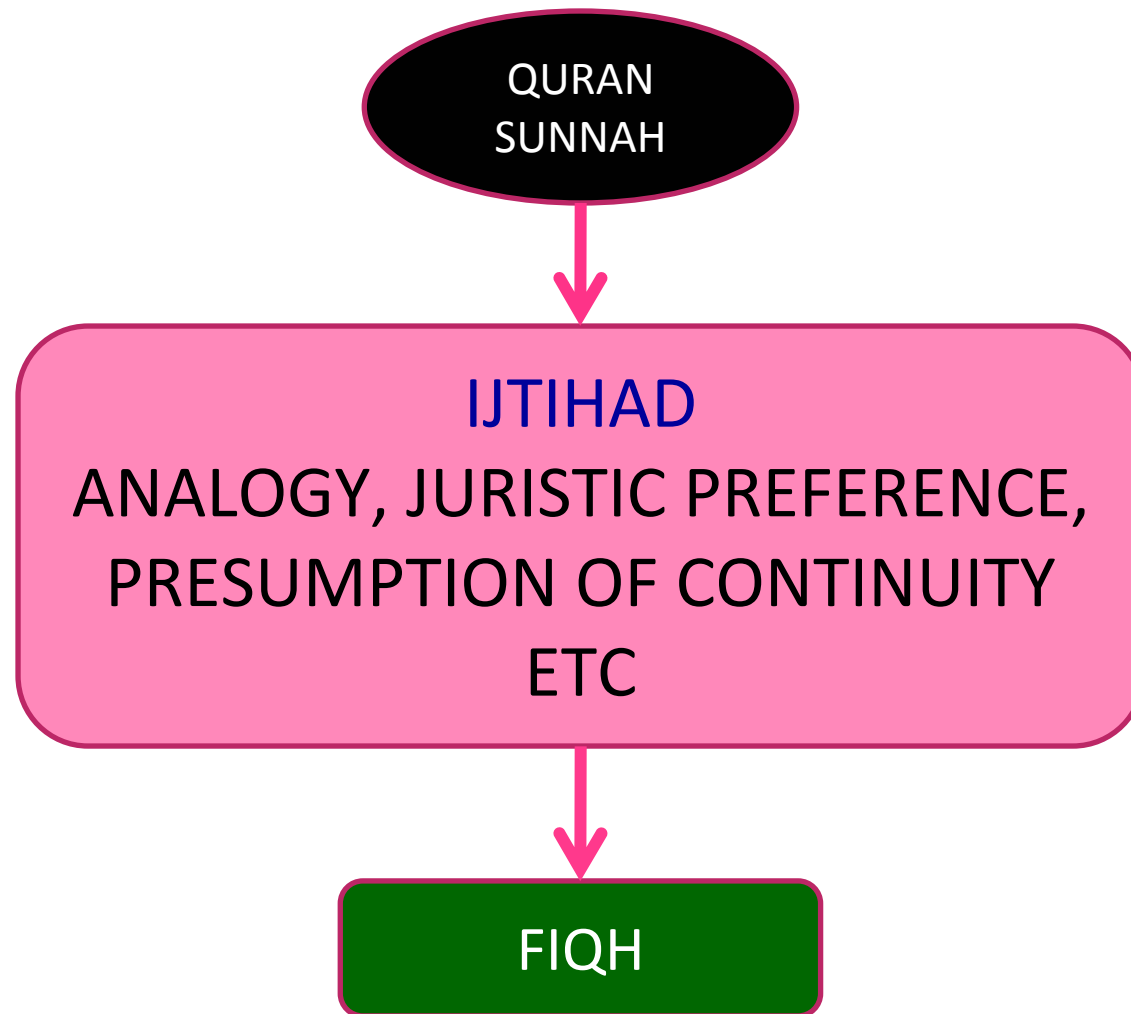 QURAN
SUNNAH
IJTIHAD
ANALOGY, JURISTIC PREFERENCE,
PRESUMPTION OF CONTINUITY
ETC
FIQH